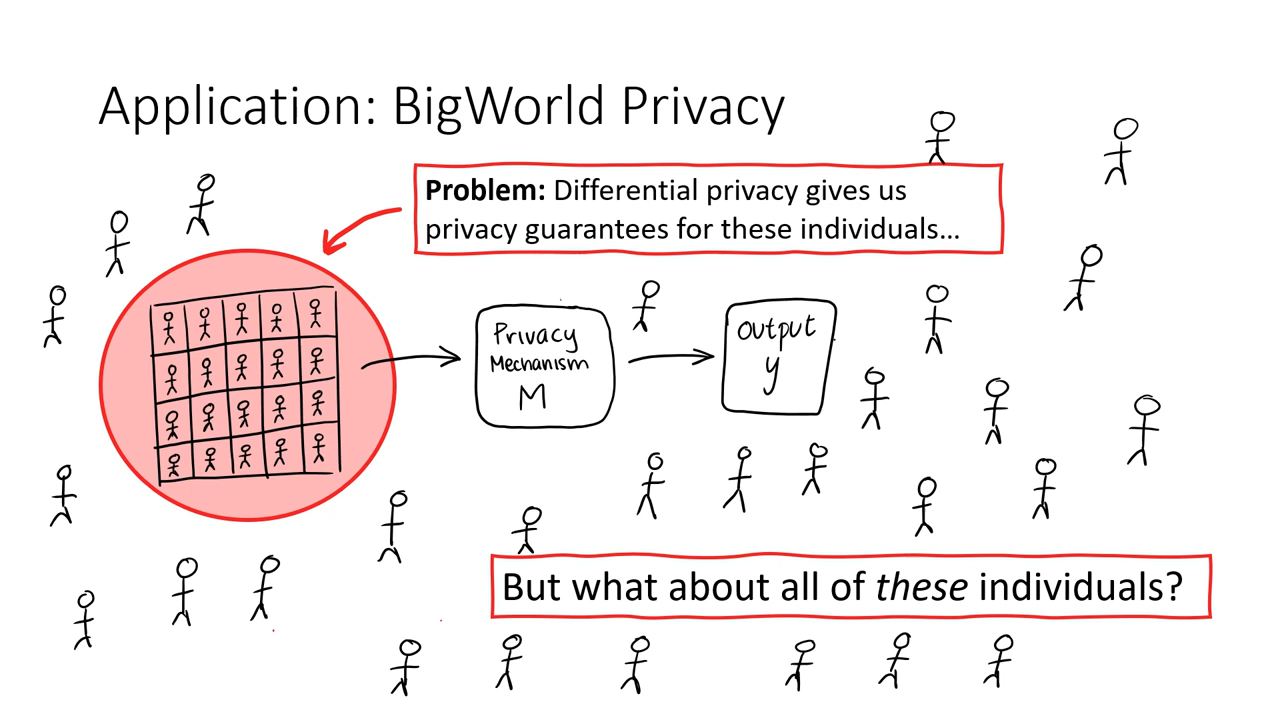 Application: BigWorld Privacy
Problem: Differential privacy gives us
privacy guarantees for these individuals...
Privacy
Mechanism
M
output
y
But what about all of these individuals?